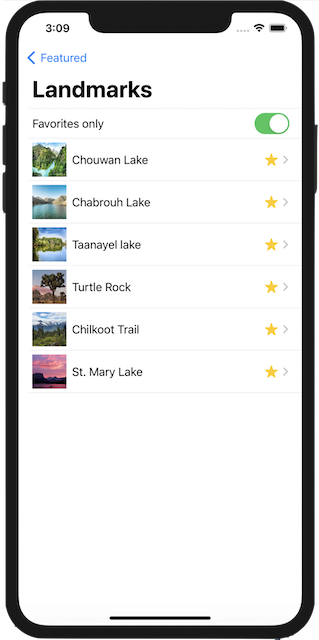 3:09
Featured
Landmarks
Favorites only
Chouwan Lake
Chabrouh Lake
Taanayel lake
Turtle Rock
Chilkoot Trail
St. Mary Lake